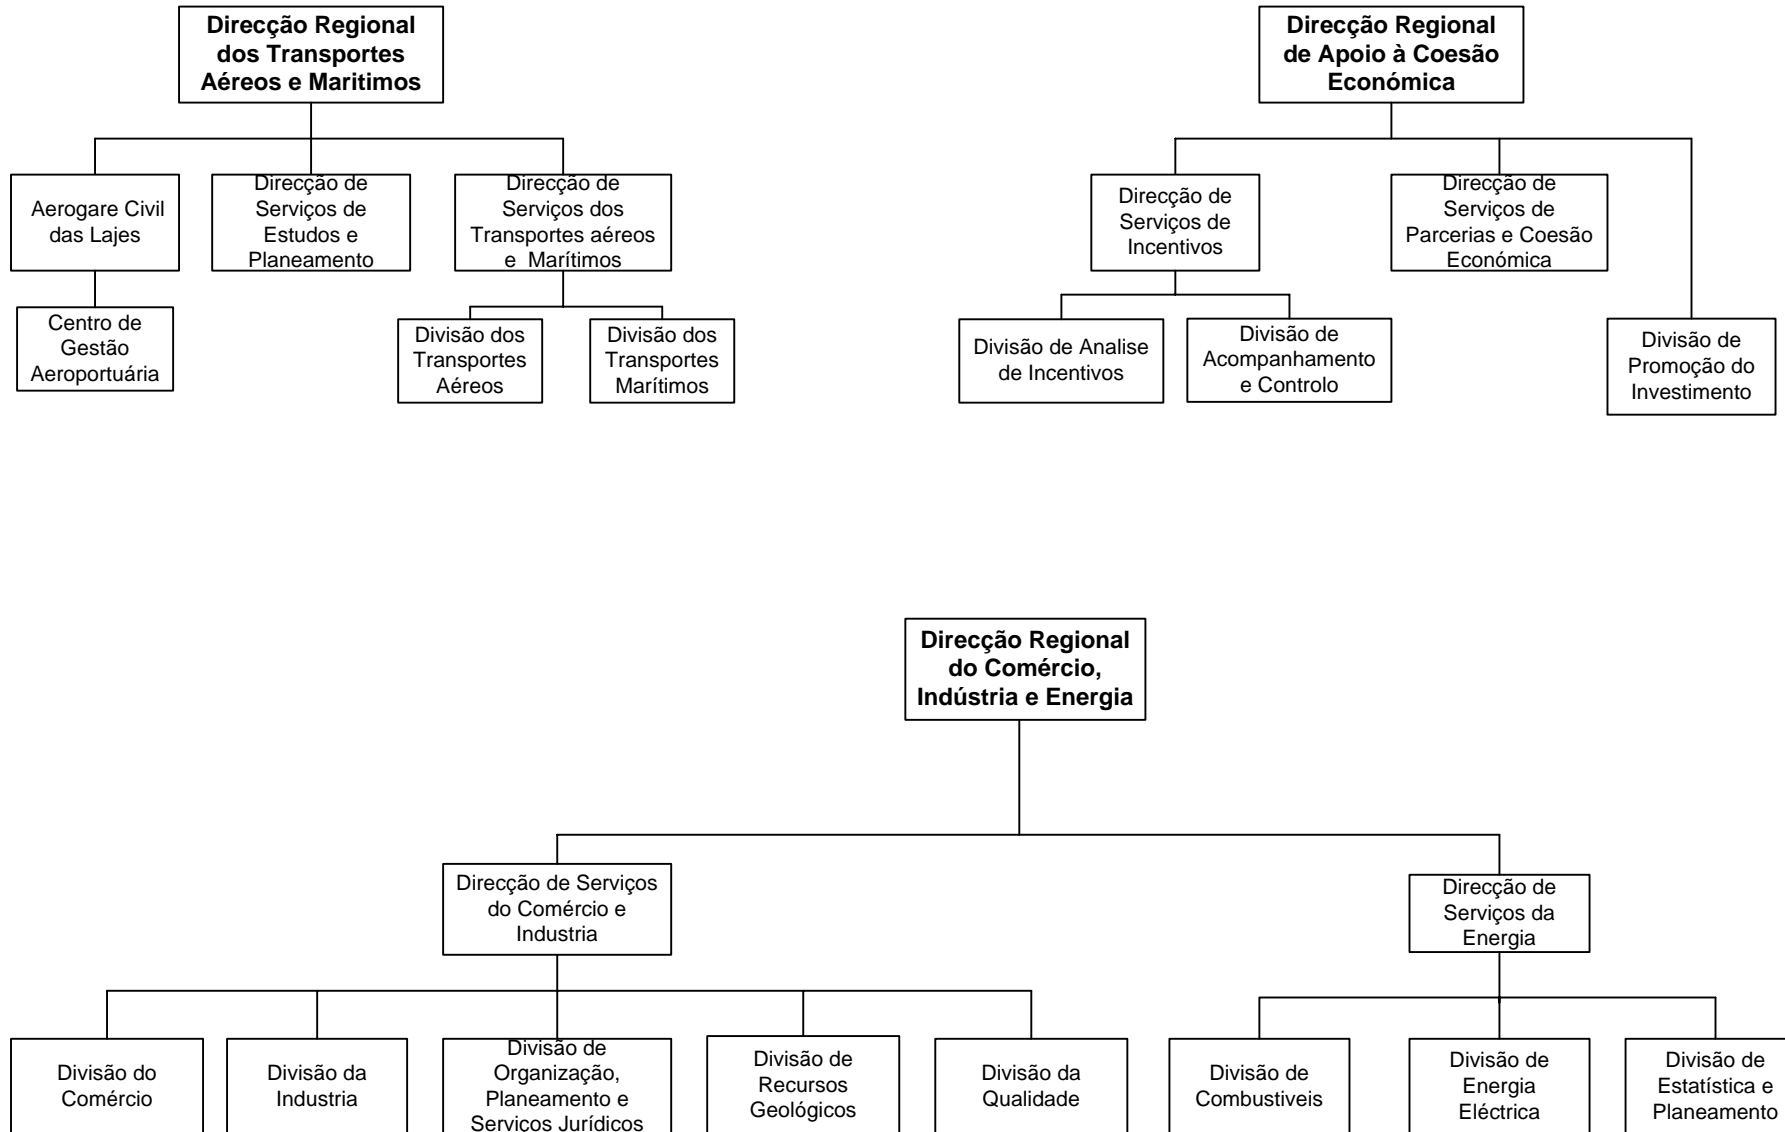 Direcção Regional
dos Transportes
Aéreos e Maritimos
Direcção Regional
de Apoio à Coesão
Económica
Aerogare Civil
das Lajes
Direcção de
Serviços de
Estudos e
Planeamento
Direcção de
Serviços dos
Transportes aéreos
e Marítimos
Direcção de
Serviços de
Incentivos
Direcção de
Serviços de
Parcerias e Coesão
Económica
Centro de
Gestão
Aeroportuária
Divisão dos
Transportes
Aéreos
Divisão dos
Transportes
Marítimos
Divisão de Analise
de Incentivos
Divisão de
Acompanhamento
e Controlo
Divisão de
Promoção do
Investimento
Direcção Regional
do Comércio,
Indústria e Energia
Direcção de Serviços
do Comércio e
Industria
Direcção de
Serviços da
Energia
Divisão do
Comércio
Divisão da
Industria
Divisão de
Organização,
Planeamento e
Serviços Jurídicos
Divisão de
Recursos
Geológicos
Divisão da
Qualidade
Divisão de
Combustiveis
Divisão de
Energia
Eléctrica
Divisão de
Estatística e
Planeamento